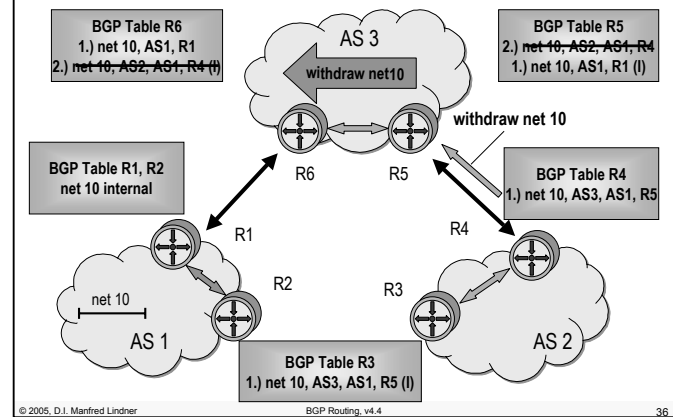 BGP Table R6
1.) net 10, AS1, R1
2.) net 10, AS2, AS1, R4 (I)
AS 3
withdraw net10
BGP Table R5
2.) net 10, AS2, AS1, R4
1.) net 10, AS1, R1 (I)
withdraw net 10
R6
R5
BGP Table R1, R2
net 10 internal
BGP Table R4
1.) net 10, AS3, AS1, R5
R1
R4
R2
R3
net 10
AS 1
AS 2
BGP Table R3
1.) net 10, AS3, AS1, R5 (I)
© 2005, D.I. Manfred Lindner
BGP Routing, v4.4
36